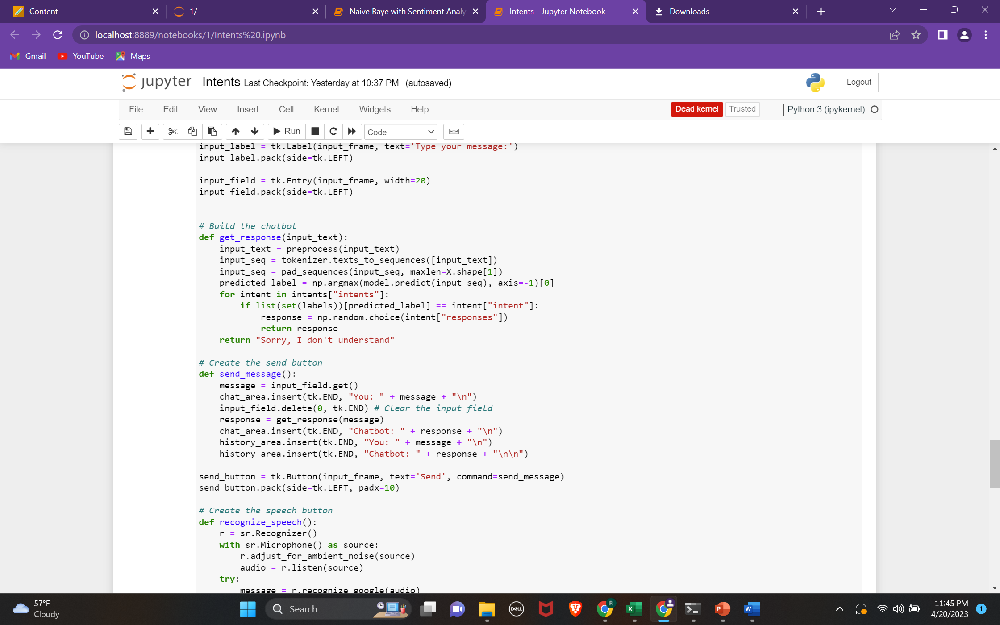 Content
1/
Naive Baye with Sentiment Analy
Intents - Jupyter Notebook
Downloads
localhost:8889/notebooks/1/Intents%20.ipynb
Gmail
YouTube
Maps
jupyter Intents Last Checkpoint: Yesterday at 10:37 PM (autosaved)
Logout
File Edit View Insert Cell Kernel Widgets Help
Dead kernel Trusted Python 3 (ipykernel)
Run Code
input_label = tk.Label(input_frame, text='Type your message:')
input_label.pack(side=tk.LEFT)
input_field = tk.Entry(input_frame, width=20)
input_field.pack(side=tk.LEFT)
# Build the chatbot
def get_response(input_text):
    input_text = preprocess(input_text)
    input_seq = tokenizer.texts_to_sequences([input_text])
    input_seq = pad_sequences(input_seq, maxlen=X.shape[1])
    predicted_label = np.argmax(model.predict(input_seq), axis=-1)[0]
    for intent in intents["intents"]:
        if list(set(labels))[predicted_label] == intent["intent"]:
            response = np.random.choice(intent["responses"])
            return response
    return "Sorry, I don't understand"
# Create the send button
def send_message():
    message = input_field.get()
    chat_area.insert(tk.END, "You: " + message + "\n")
    input_field.delete(0, tk.END) # Clear the input field
    response = get_response(message)
    chat_area.insert(tk.END, "Chatbot: " + response + "\n")
    history_area.insert(tk.END, "You: " + message + "\n")
    history_area.insert(tk.END, "Chatbot: " + response + "\n\n")
send_button = tk.Button(input_frame, text='Send', command=send_message)
send_button.pack(side=tk.LEFT, padx=10)
# Create the speech button
def recognize_speech():
    r = sr.Recognizer()
    with sr.Microphone() as source:
        r.adjust_for_ambient_noise(source)
        audio = r.listen(source)
    try:
        message = r.recognize_google(audio)
57°F
Cloudy
Search
DELL
R
X
P
W
11:45 PM
4/20/2023
1